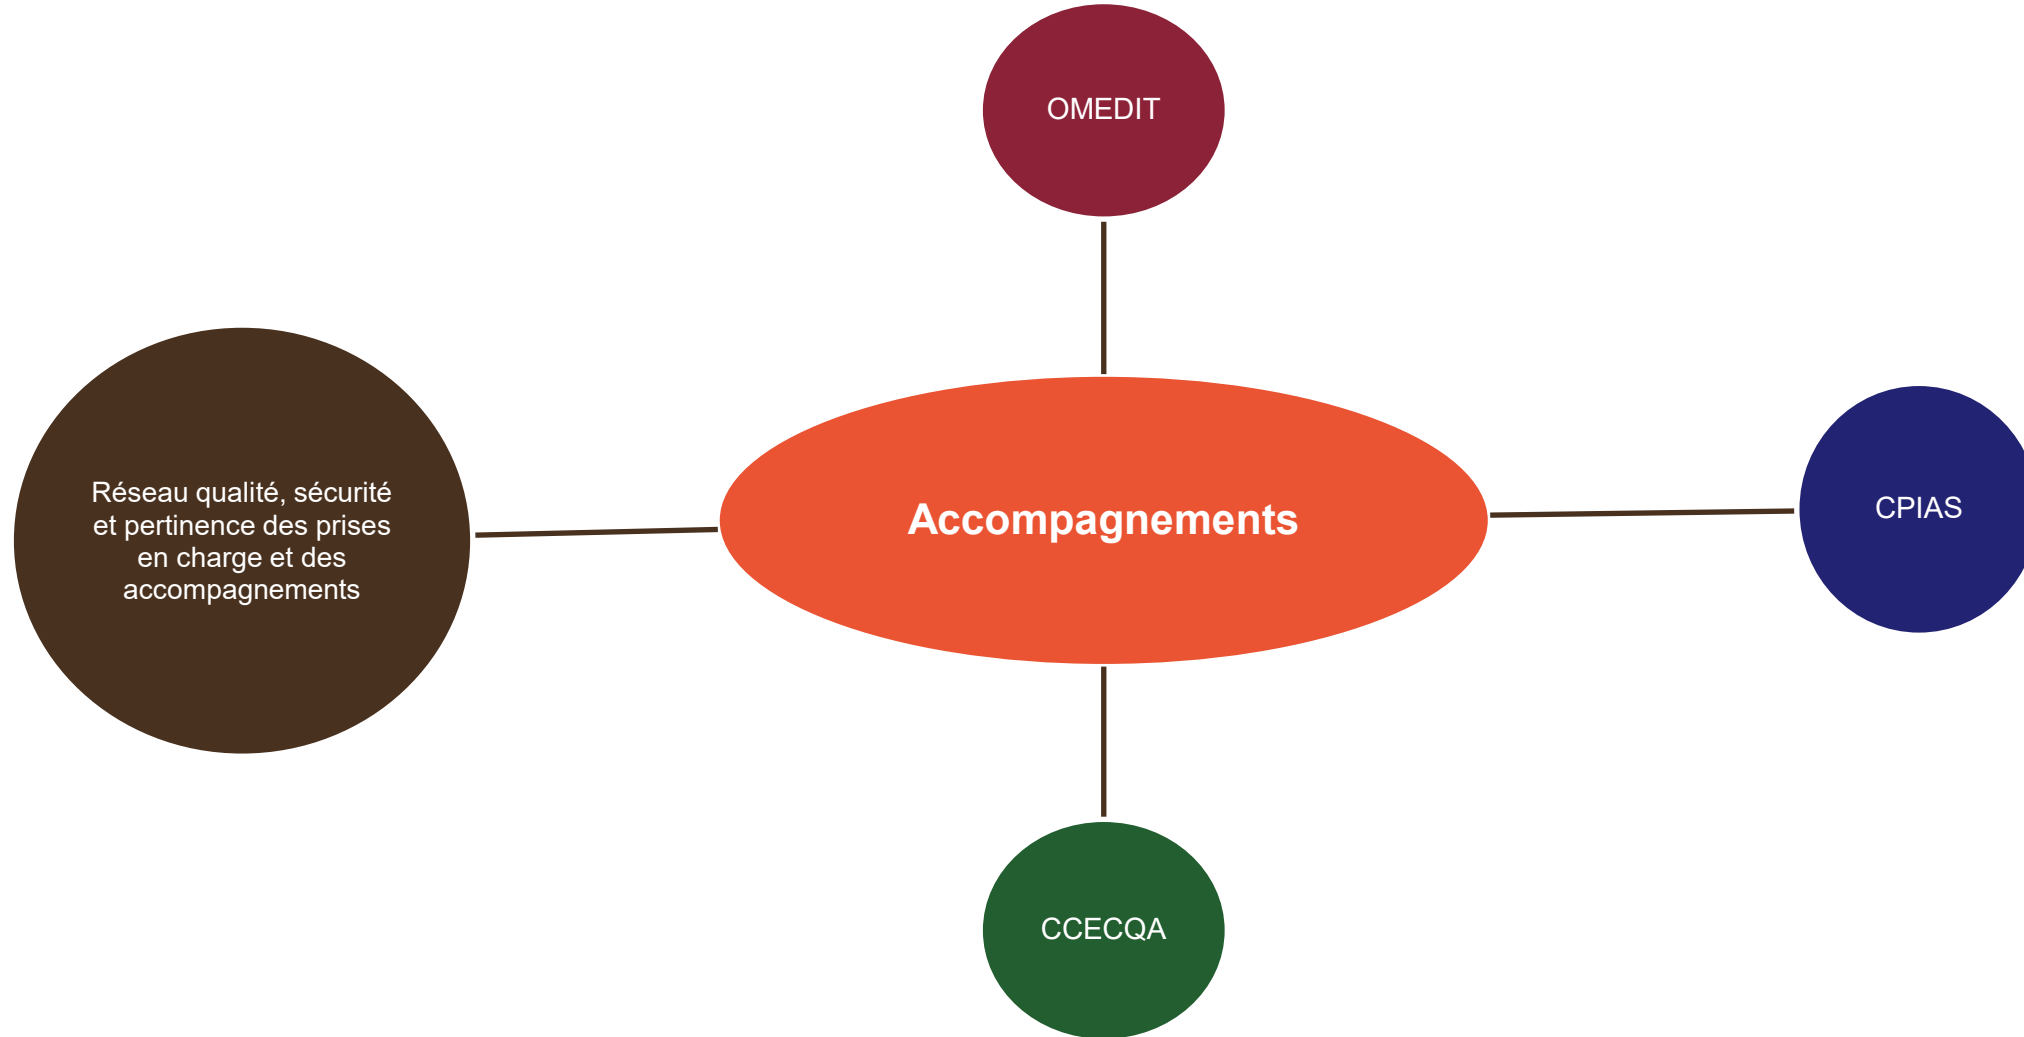 OMEDIT
Réseau qualité, sécurité
et pertinence des prises
en charge et des
accompagnements
Accompagnements
CPIAS
CCECQA